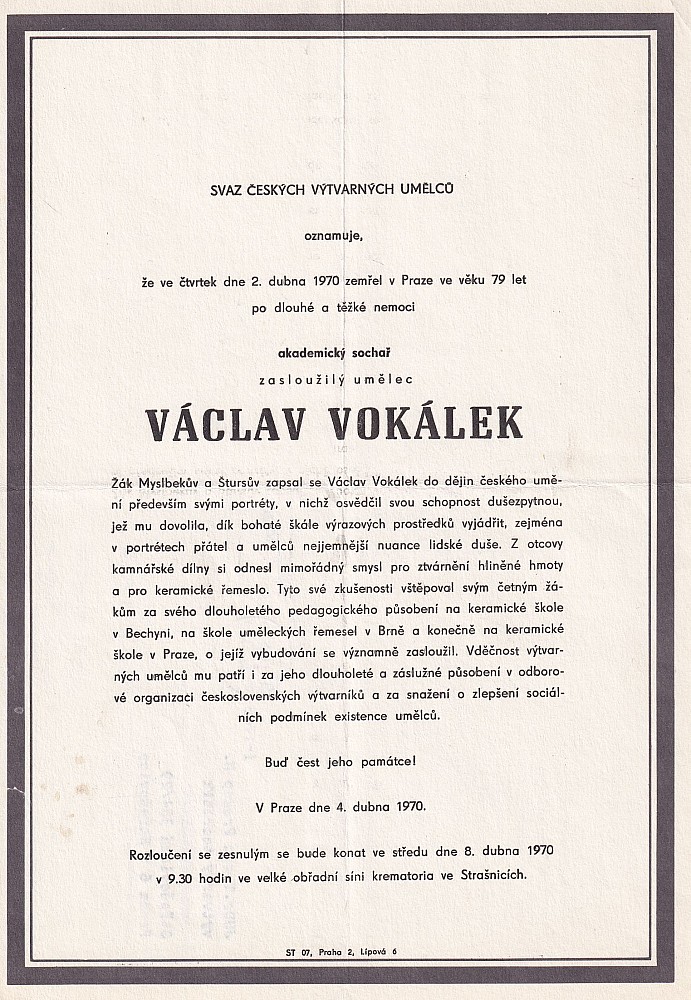 SVAZ ČESKÝCH VÝTVARNÝCH UMĚLCŮ
oznamuje,
že ve čtvrtek dne 2. dubna 1970 zemřel v Praze ve věku 79 let
po dlouhé a těžké nemoci
akademický sochař
zasloužilý umělec
VÁCLAV VOKÁLEK
Žák Myslbekův a Štursův zapsal se Václav Vokálek do dějin českého umě-
ní především svými portréty, v nichž osvědčil svou schopnost dušezpytnou,
jež mu dovolila, dík bohaté škále výrazových prostředků vyjádřit, zejména
v portrétech přátel a umělců nejjemnější nuance lidské duše. Z otcovy
kamnářské dílny si odnesl mimořádný smysl pro ztvárnění hliněné hmoty
a pro keramické řemeslo. Tyto své zkušenosti vštěpoval svým četným žá-
kům za svého dlouholetého pedagogického působení na keramické škole
v Bechyni, na škole uměleckých řemesel v Brně a konečně na keramické
škole v Praze, o jejíž vybudování se významně zasloužil. Vděčnost výtvar-
ných umělců mu patří i za jeho dlouholeté a záslužné působení v odboro-
vé organizaci československých výtvarníků a za snažení o zlepšení sociál-
ních podmínek existence umělců.
Buď čest jeho památce!
V Praze dne 4. dubna 1970.
Rozloučení se zesnulým se bude konat ve středu dne 8. dubna 1970
v 9.30 hodin ve velké obřadní síni krematoria ve Strašnicích.
ST 07, Praha 2, Lípová 6